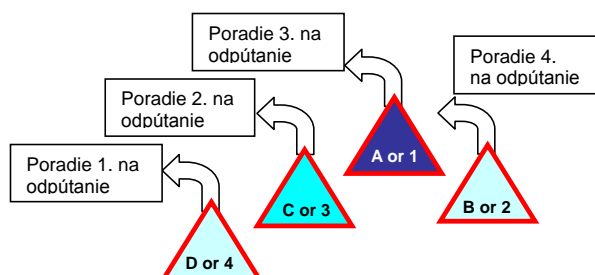 Poradie 3. na
odpútanie
Poradie 4.
na odpútanie
Poradie 2. na
odpútanie
Poradie 1. na
odpútanie
A or 1
C or 3
B or 2
D or 4